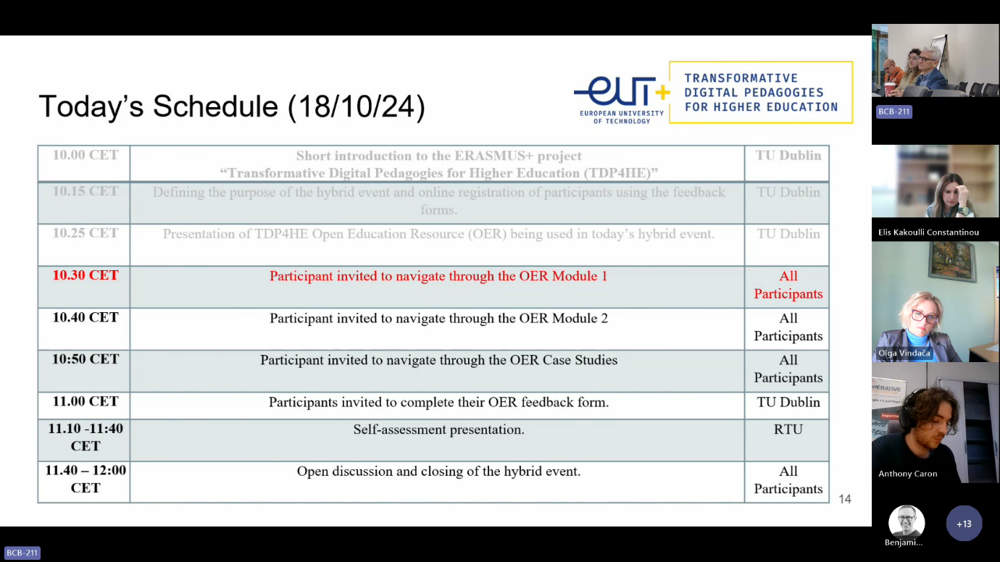 Today's Schedule (18/10/24)
EUT+
EUROPEAN UNIVERSITY
OF TECHNOLOGY
TRANSFORMATIVE
DIGITAL PEDAGOGIES
FOR HIGHER EDUCATION
10.00 CET
Short introduction to the ERASMUS+ project
“Transformative Digital Pedagogies for Higher Education (TDP4HE)”
TU Dublin
10.15 CET
Defining the purpose of the hybrid event and online registration of participants using the feedback
forms.
TU Dublin
10.25 CET
Presentation of TDP4HE Open Education Resource (OER) being used in today's hybrid event.
TU Dublin
10.30 CET
Participant invited to navigate through the OER Module 1
All
Participants
10.40 CET
Participant invited to navigate through the OER Module 2
All
Participants
10:50 CET
Participant invited to navigate through the OER Case Studies
All
Participants
11.00 CET
Participants invited to complete their OER feedback form.
TU Dublin
11.10 -11:40
CET
Self-assessment presentation.
RTU
11.40 – 12:00
CET
Open discussion and closing of the hybrid event.
All
Participants
14
BCB-211
BCB-211
Elis Kakoulli Constantinou
Olga Vindača
Anthony Caron
Benjami...
+13